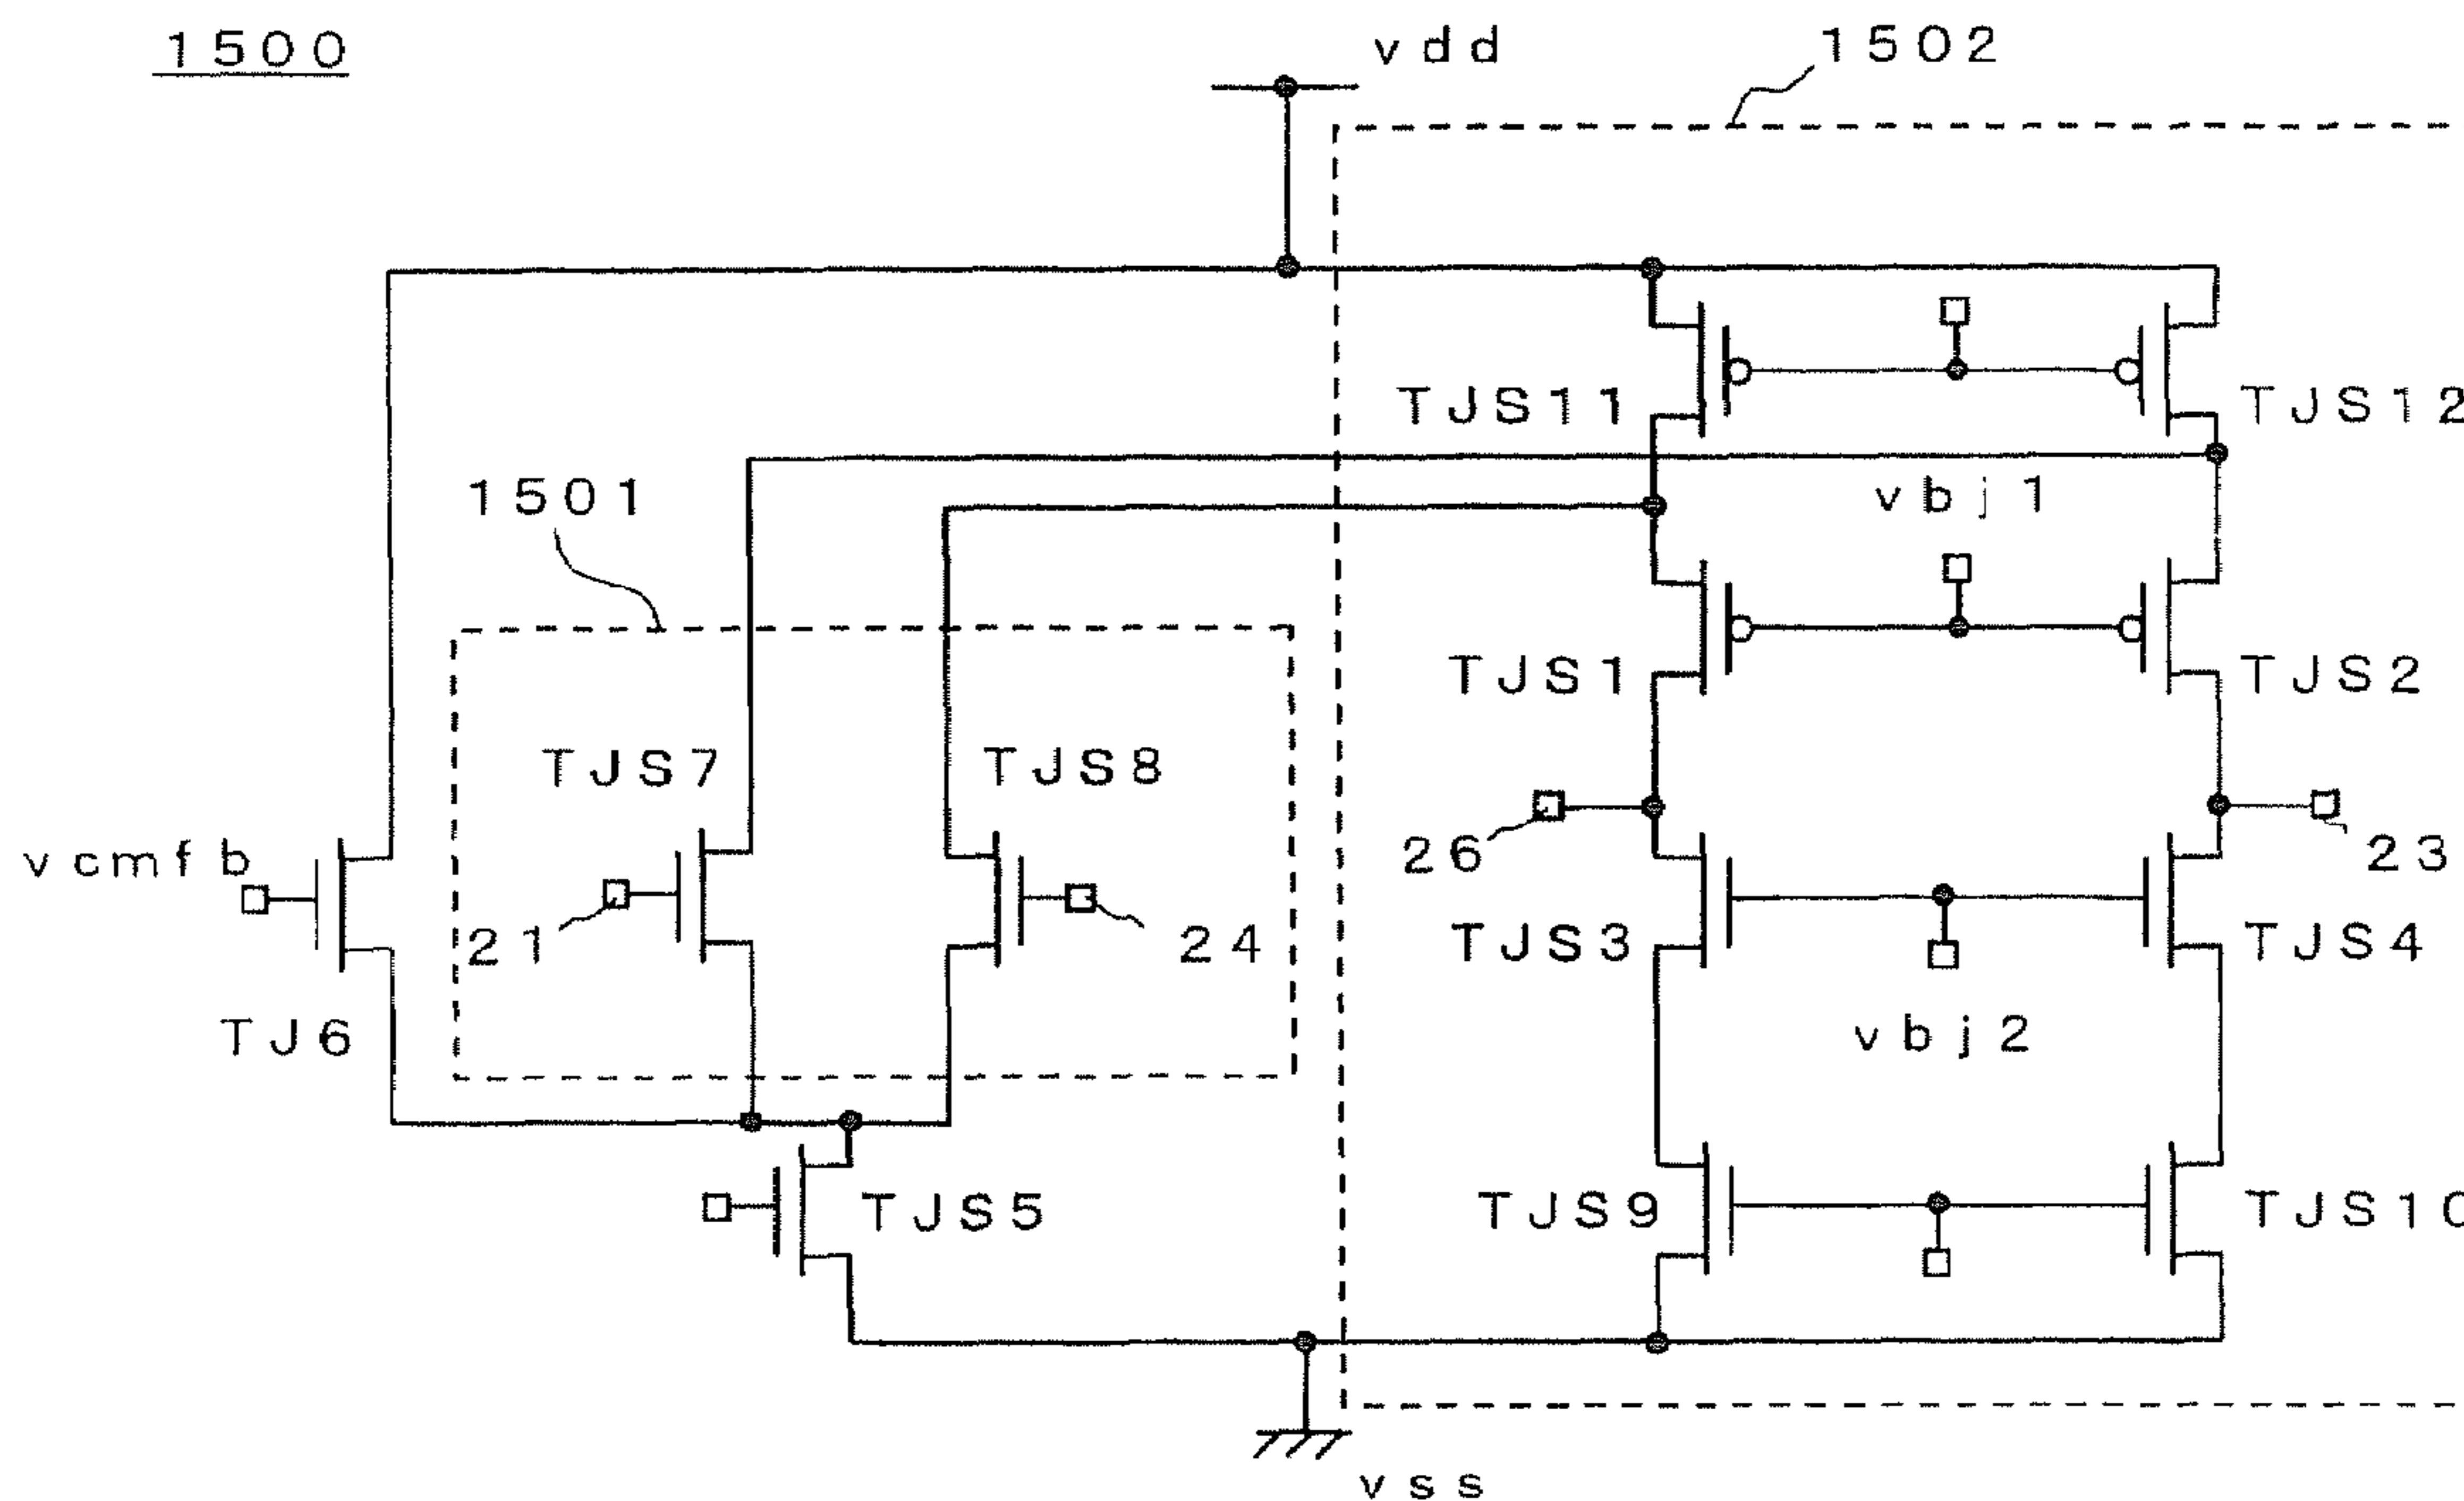 1500
vdd
1502
TJS11
TJS12
1501
vbj1
TJS1
TJS2
TJS7
TJS8
vcmfb
26
23
21
24
TJS3
TJS4
TJ6
vbj2
TJS5
TJS9
TJS10
vss